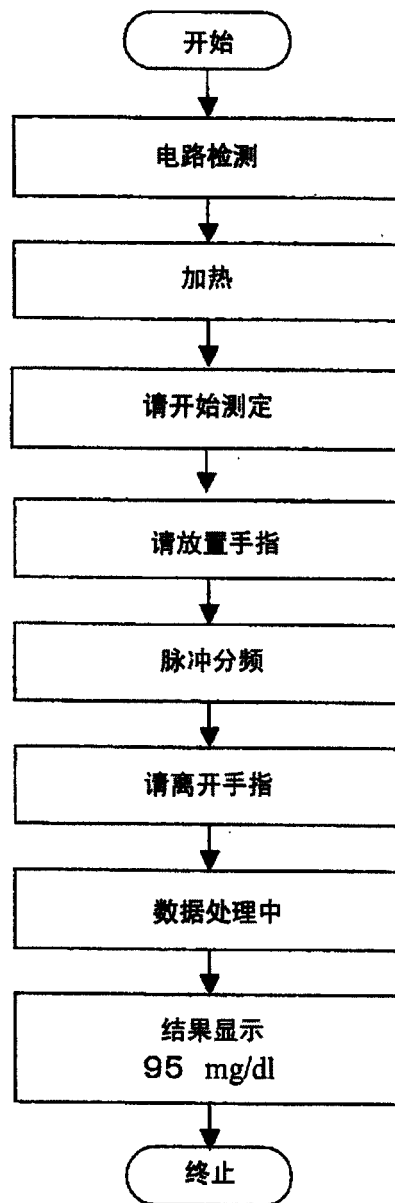 开始
电路检测
加热
请开始测定
请放置手指
脉冲分频
请离开手指
数据处理中
结果显示
95 mg/dl
终止